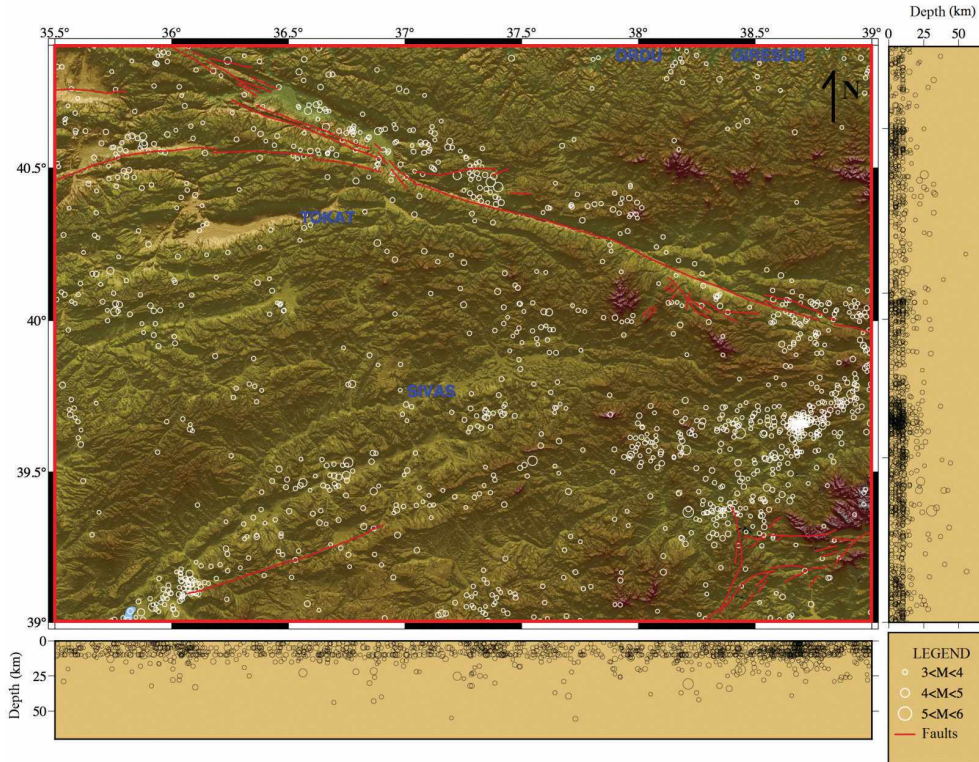 Depth (km)
35.5° 36° 36.5° 37° 37.5° 38° 38.5° 39°
0 25 50
ORDU GIRESUN
N
40.5°
TOKAT
40°
SIVAS
39.5°
39°
0
25
50
Depth (km)
LEGEND
3<M<4
4<M<5
5<M<6
Faults